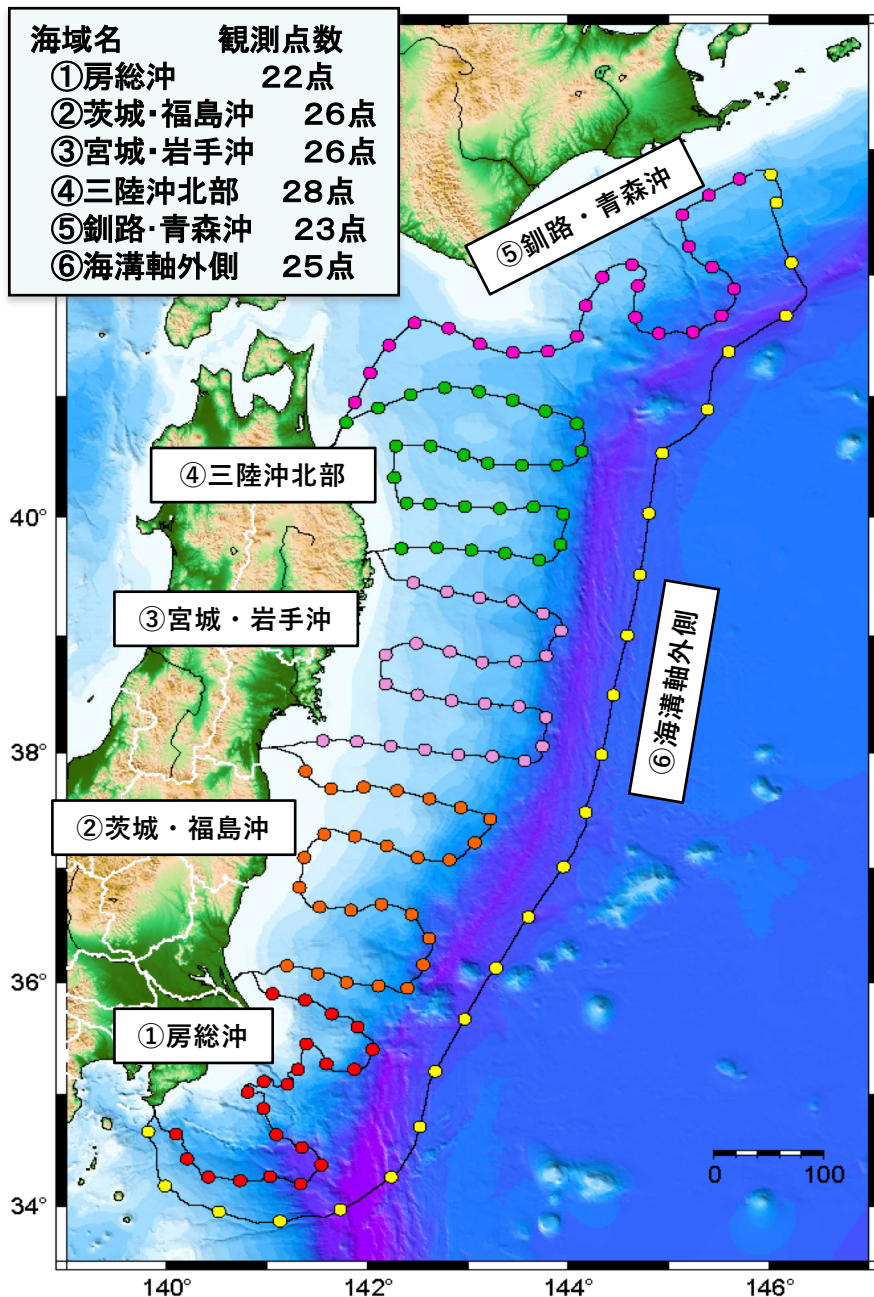 海域名 観測点数
①房総沖 22点
②茨城・福島沖 26点
③宮城・岩手沖 26点
④三陸沖北部 28点
⑤釧路・青森沖 23点
⑥海溝軸外側 25点
⑤釧路・青森沖
④三陸沖北部
40°
③宮城・岩手沖
⑥海溝軸外側
38°
②茨城・福島沖
36°
①房総沖
0 100
34°
140° 142° 144° 146°